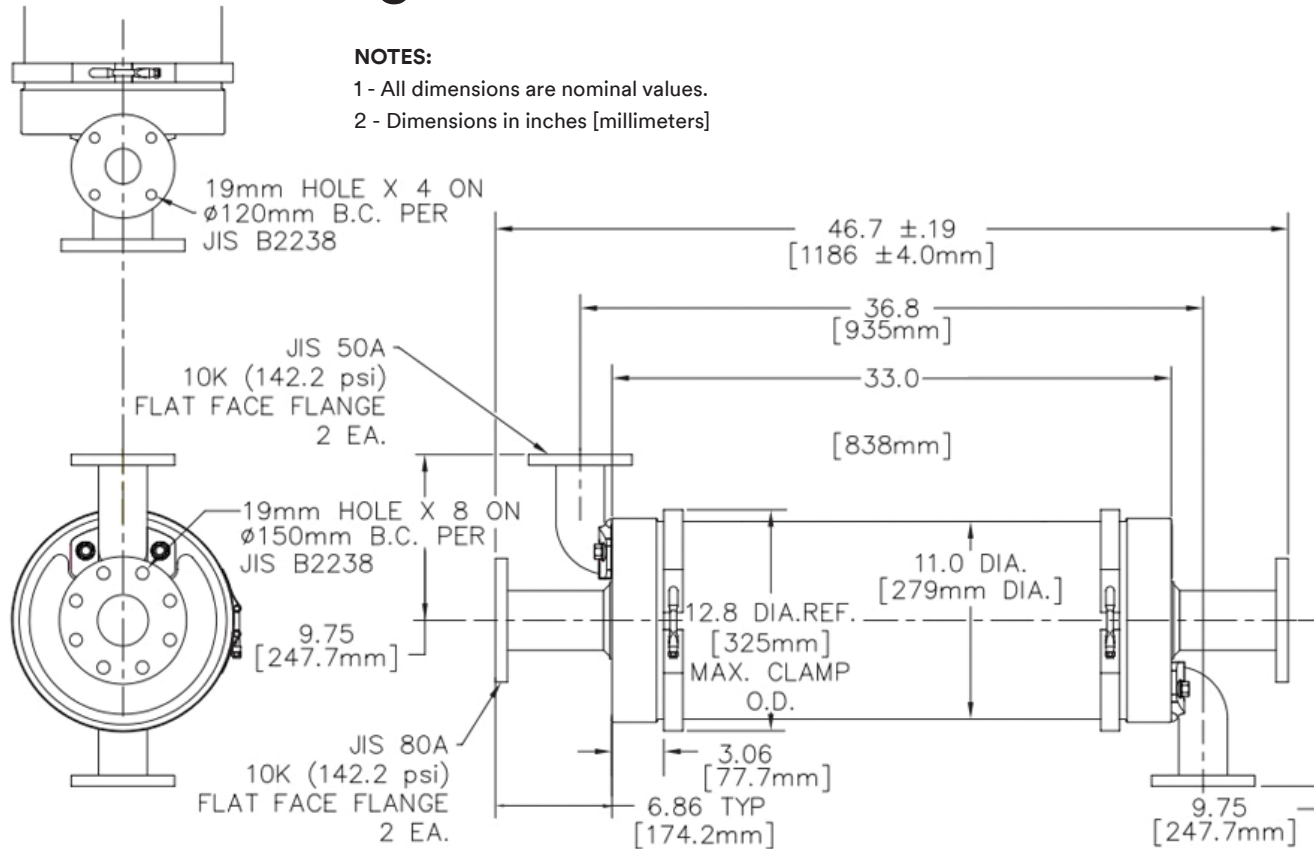 NOTES:
1 - All dimensions are nominal values.
2 - Dimensions in inches [millimeters]
19mm HOLE X 4 ON
ø120mm B.C. PER
JIS B2238
46.7 ±.19
[1186 ±4.0mm]
36.8
[935mm]
33.0
[838mm]
JIS 50A
10K (142.2 psi)
FLAT FACE FLANGE
2 EA.
19mm HOLE X 8 ON
ø150mm B.C. PER
JIS B2238
9.75
[247.7mm]
11.0 DIA.
[279mm DIA.]
12.8 DIA.REF.
[325mm]
MAX. CLAMP
O.D.
JIS 80A
10K (142.2 psi)
FLAT FACE FLANGE
2 EA.
3.06
[77.7mm]
6.86 TYP
[174.2mm]
9.75
[247.7mm]